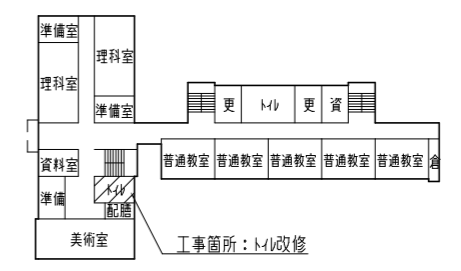 準備室
理科室
理科室
準備室
更
トイレ
更
資
普通教室
普通教室
普通教室
普通教室
普通教室
倉
資料室
トイレ
準備
配膳
美術室
工事箇所：トイレ改修